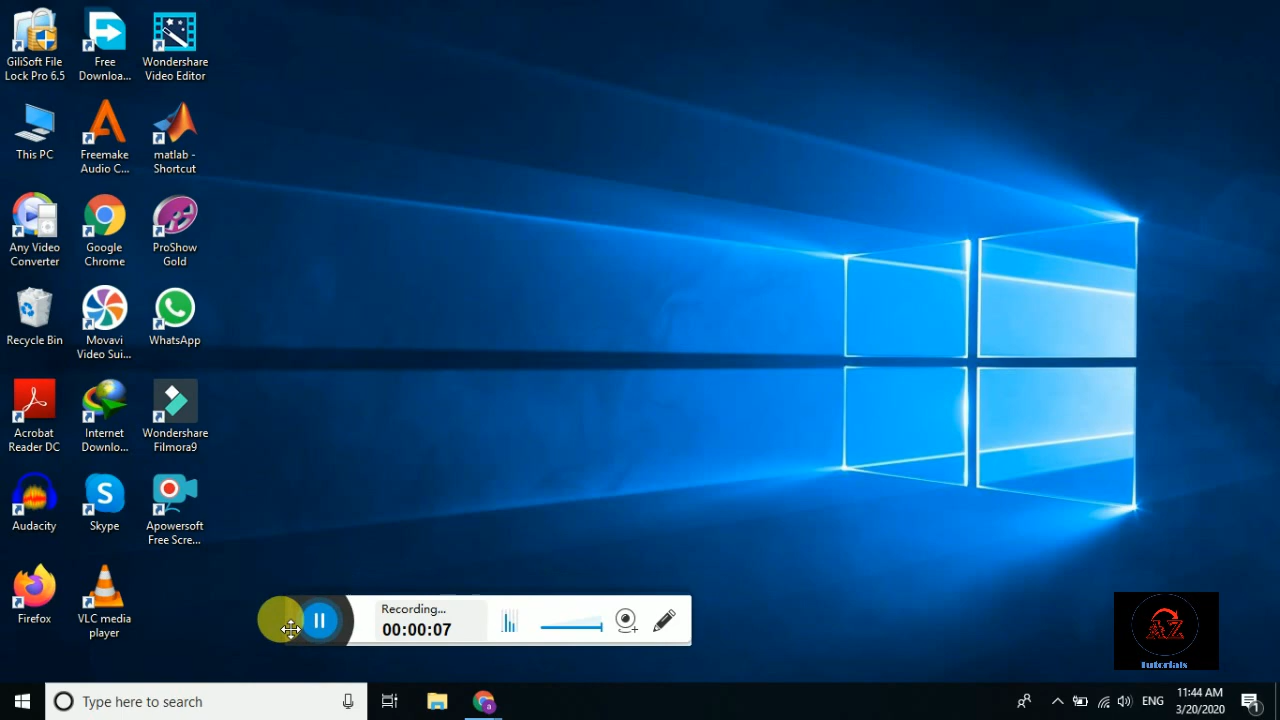 GiliSoft File
Lock Pro 6.5
Free
Downloa...
Wondershare
Video Editor
This PC
Freemake
Audio C...
matlab -
Shortcut
Any Video
Converter
Google
Chrome
ProShow
Gold
Recycle Bin
Movavi
Video Sui...
WhatsApp
Acrobat
Reader DC
Internet
Downlo...
Wondershare
Filmora9
Audacity
Skype
Apowersoft
Free Scre...
Firefox
VLC media
player
Recording...
00:00:07
AZ
Tutorials
Type here to search
ENG
11:44 AM
3/20/2020
1